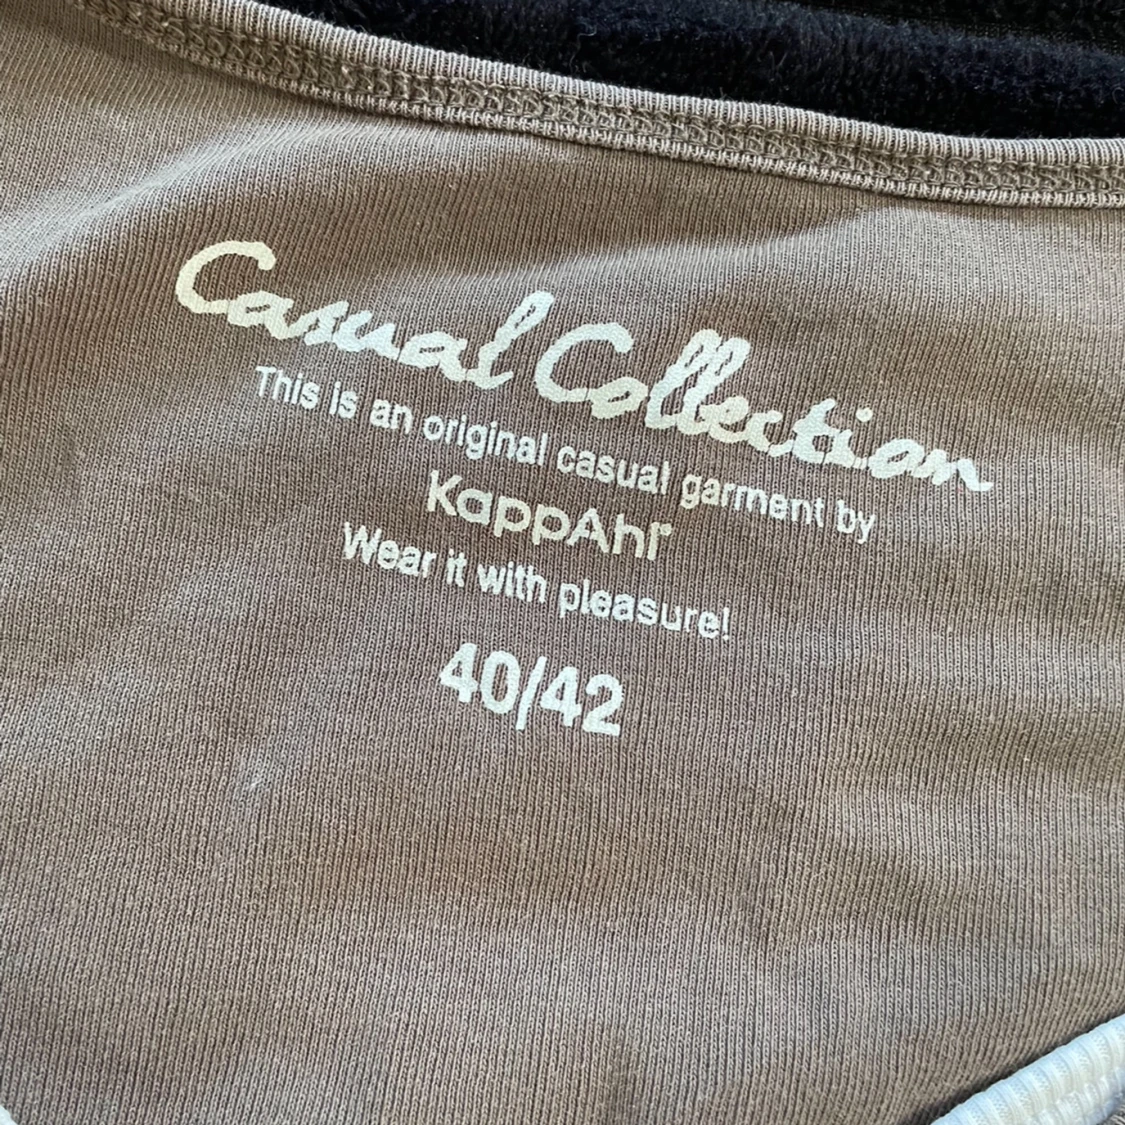 Casual Collection
This is an original casual garment by
KappAhl®
Wear it with pleasure!
40/42